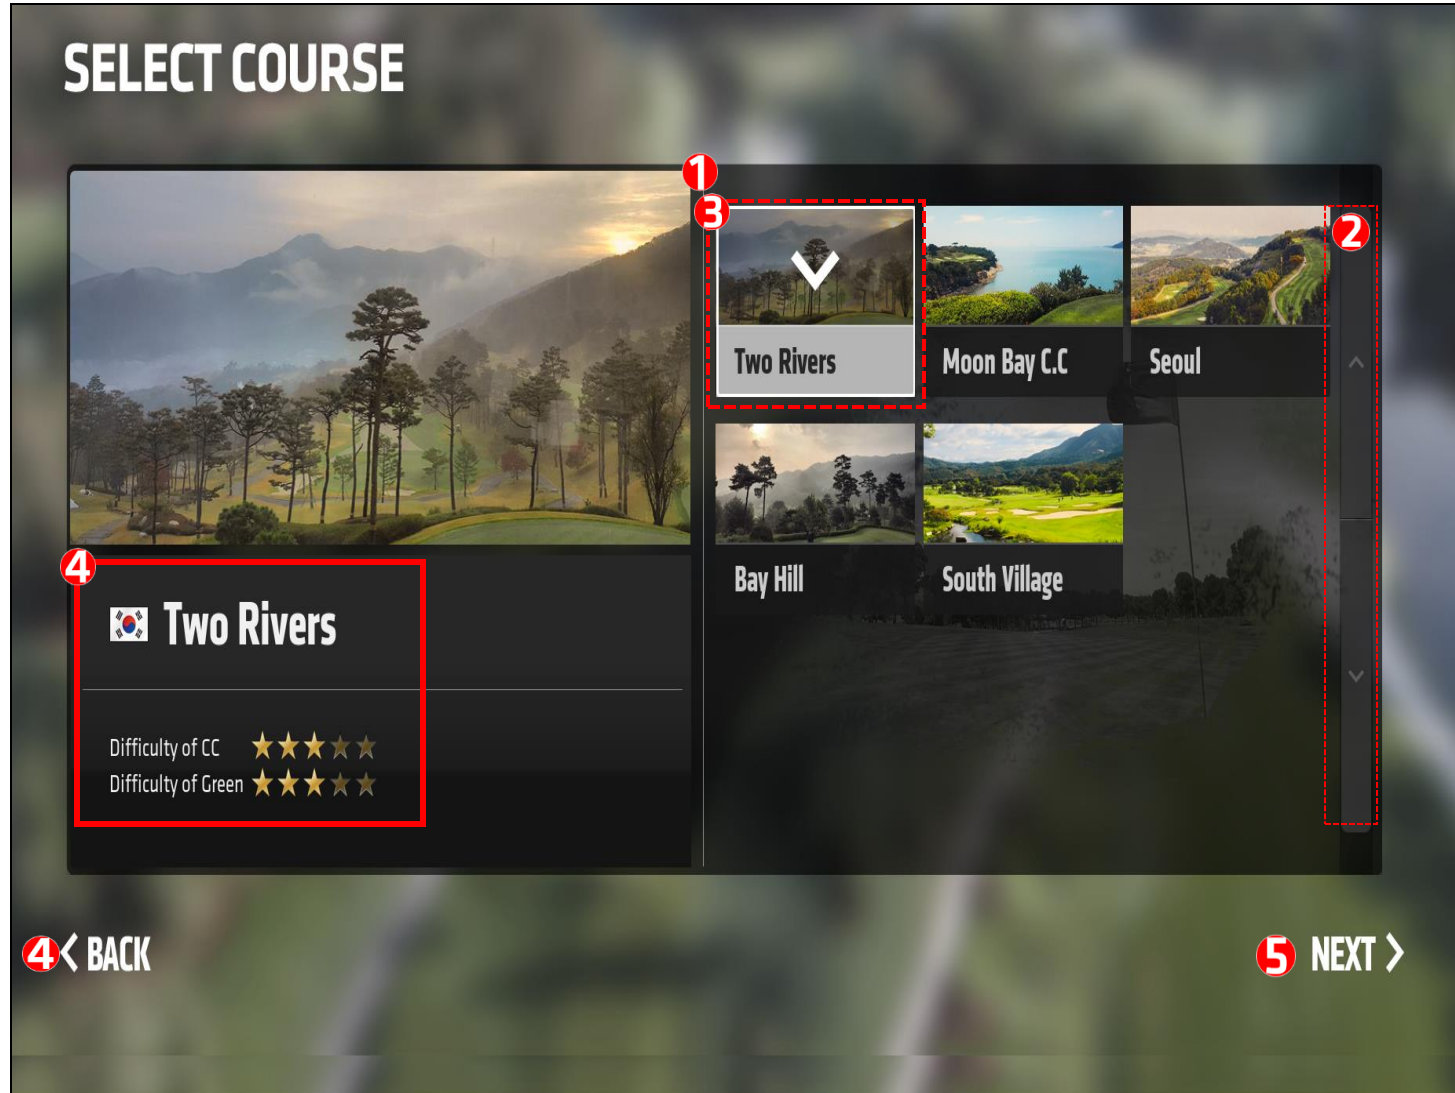 SELECT COURSE
1
3
2
Two Rivers
Moon Bay C.C
Seoul
4
Two Rivers
Bay Hill
South Village
Difficulty of CC
Difficulty of Green
4 BACK
5 NEXT